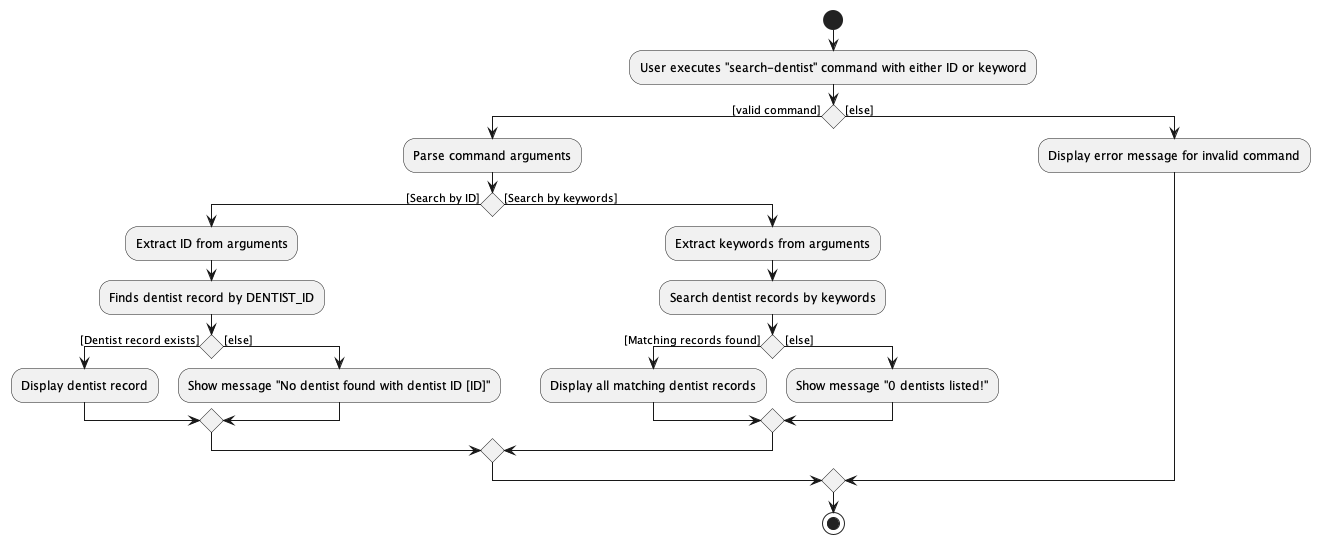 User executes "search-dentist" command with either ID or keyword
[valid command]
[else]
Parse command arguments
Display error message for invalid command
[Search by ID]
[Search by keywords]
Extract ID from arguments
Extract keywords from arguments
Finds dentist record by DENTIST_ID
Search dentist records by keywords
[Dentist record exists]
[else]
[Matching records found]
[else]
Display dentist record
Show message "No dentist found with dentist ID [ID]"
Display all matching dentist records
Show message "0 dentists listed!"